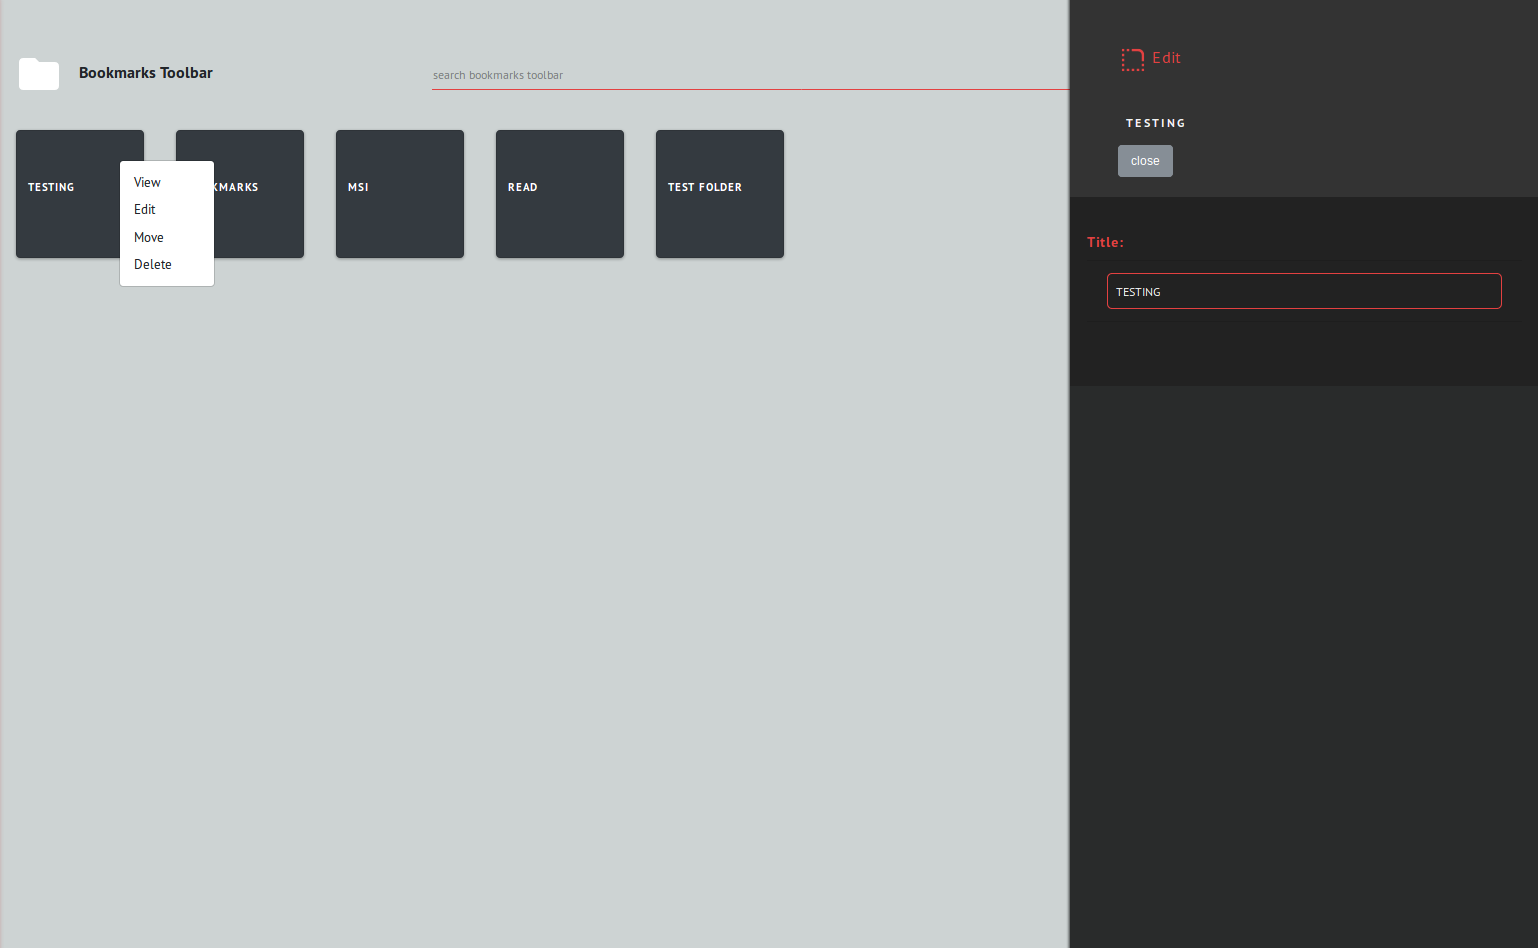 Bookmarks Toolbar
search bookmarks toolbar
TESTING
KMARKS
MSI
READ
TEST FOLDER
View
Edit
Move
Delete
Edit
TESTING
close
Title:
TESTING